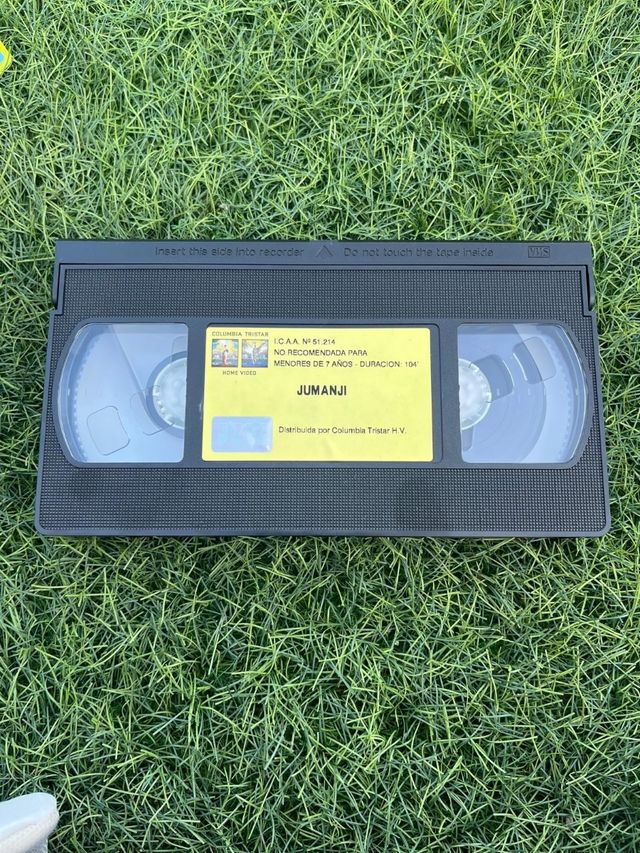 Insert this side into recorder △ Do not touch the tape inside VHS
COLUMBIA TRISTAR
HOME VIDEO
I.C.A.A. Nº 51.214
NO RECOMENDADA PARA
MENORES DE 7 AÑOS - DURACION: 104'
JUMANJI
Distribuida por Columbia Tristar H.V.